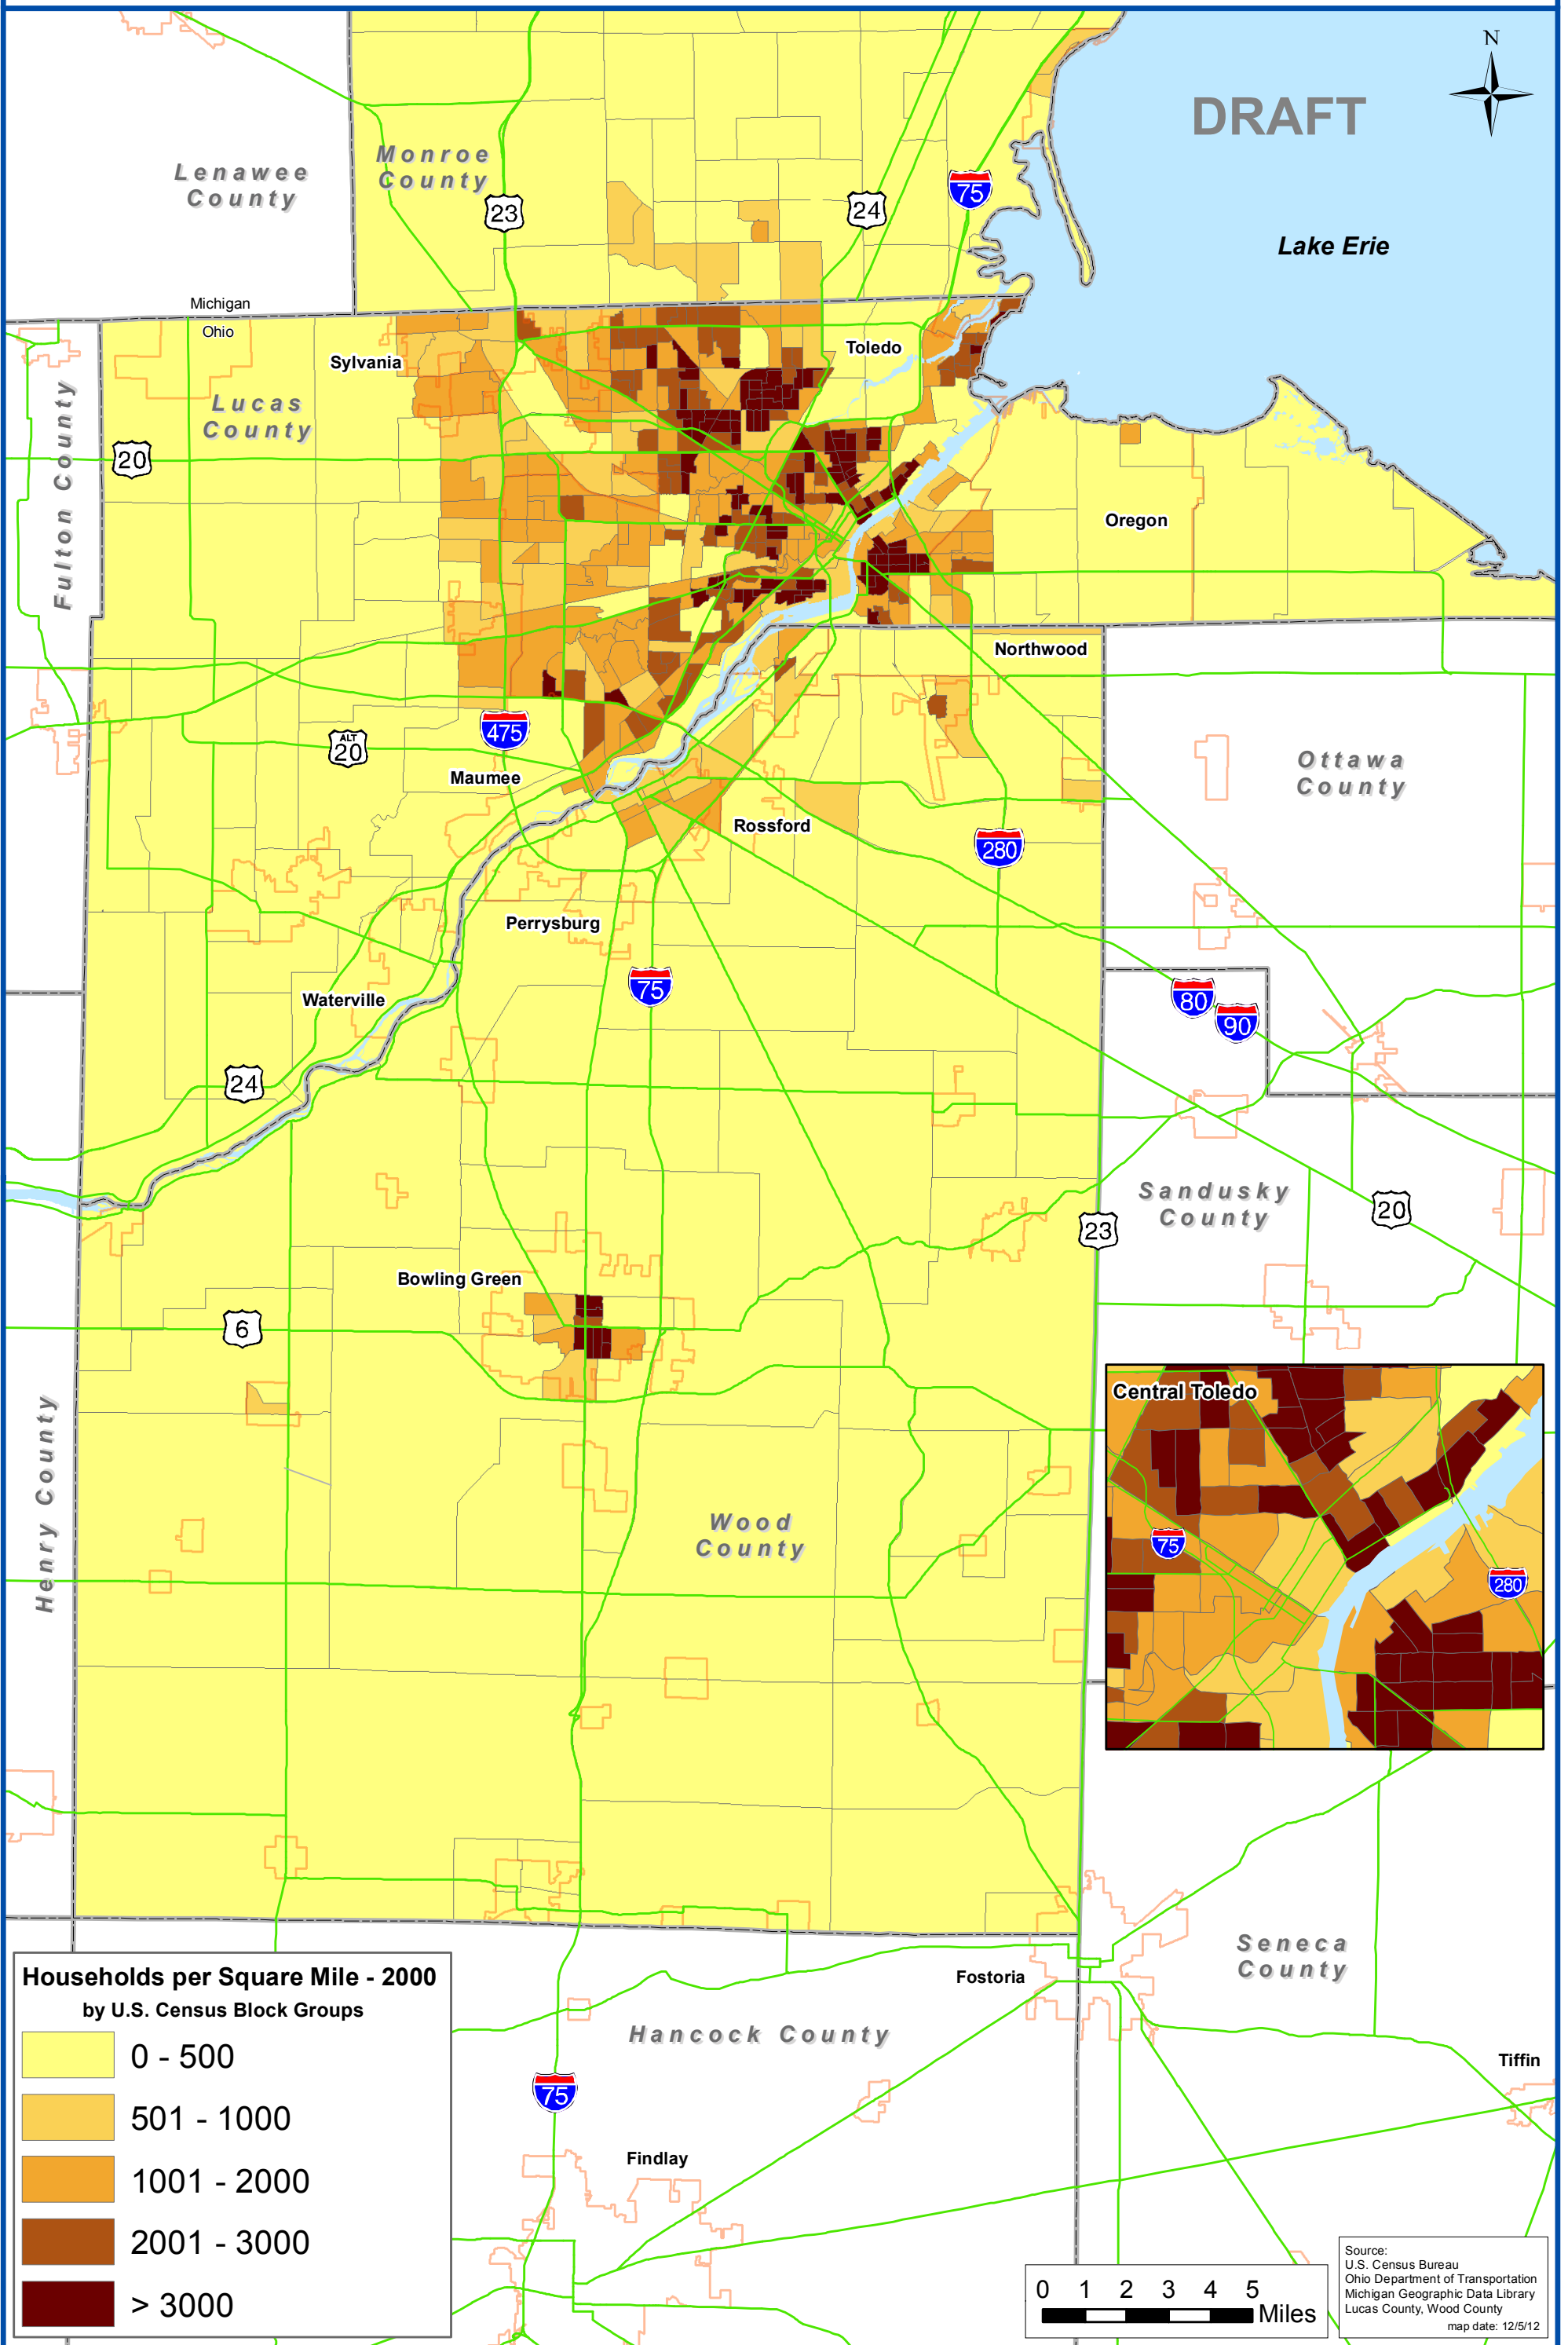 N
DRAFT
Monroe
County
Lenawee
County
75
23
24
Lake Erie
Michigan
Ohio
Toledo
Sylvania
Lucas
County
Fulton County
20
Oregon
Northwood
475
ALT
20
Maumee
Ottawa
County
Rossford
280
Perrysburg
75
Waterville
80
90
24
Sandusky
County
20
23
Bowling Green
6
Central Toledo
75
280
Henry County
Wood
County
Seneca
County
Fostoria
Hancock County
Tiffin
75
Findlay
Households per Square Mile - 2000
by U.S. Census Block Groups
0 - 500
501 - 1000
1001 - 2000
2001 - 3000
> 3000
0 1 2 3 4 5
Miles
Source:
U.S. Census Bureau
Ohio Department of Transportation
Michigan Geographic Data Library
Lucas County, Wood County
map date: 12/5/12